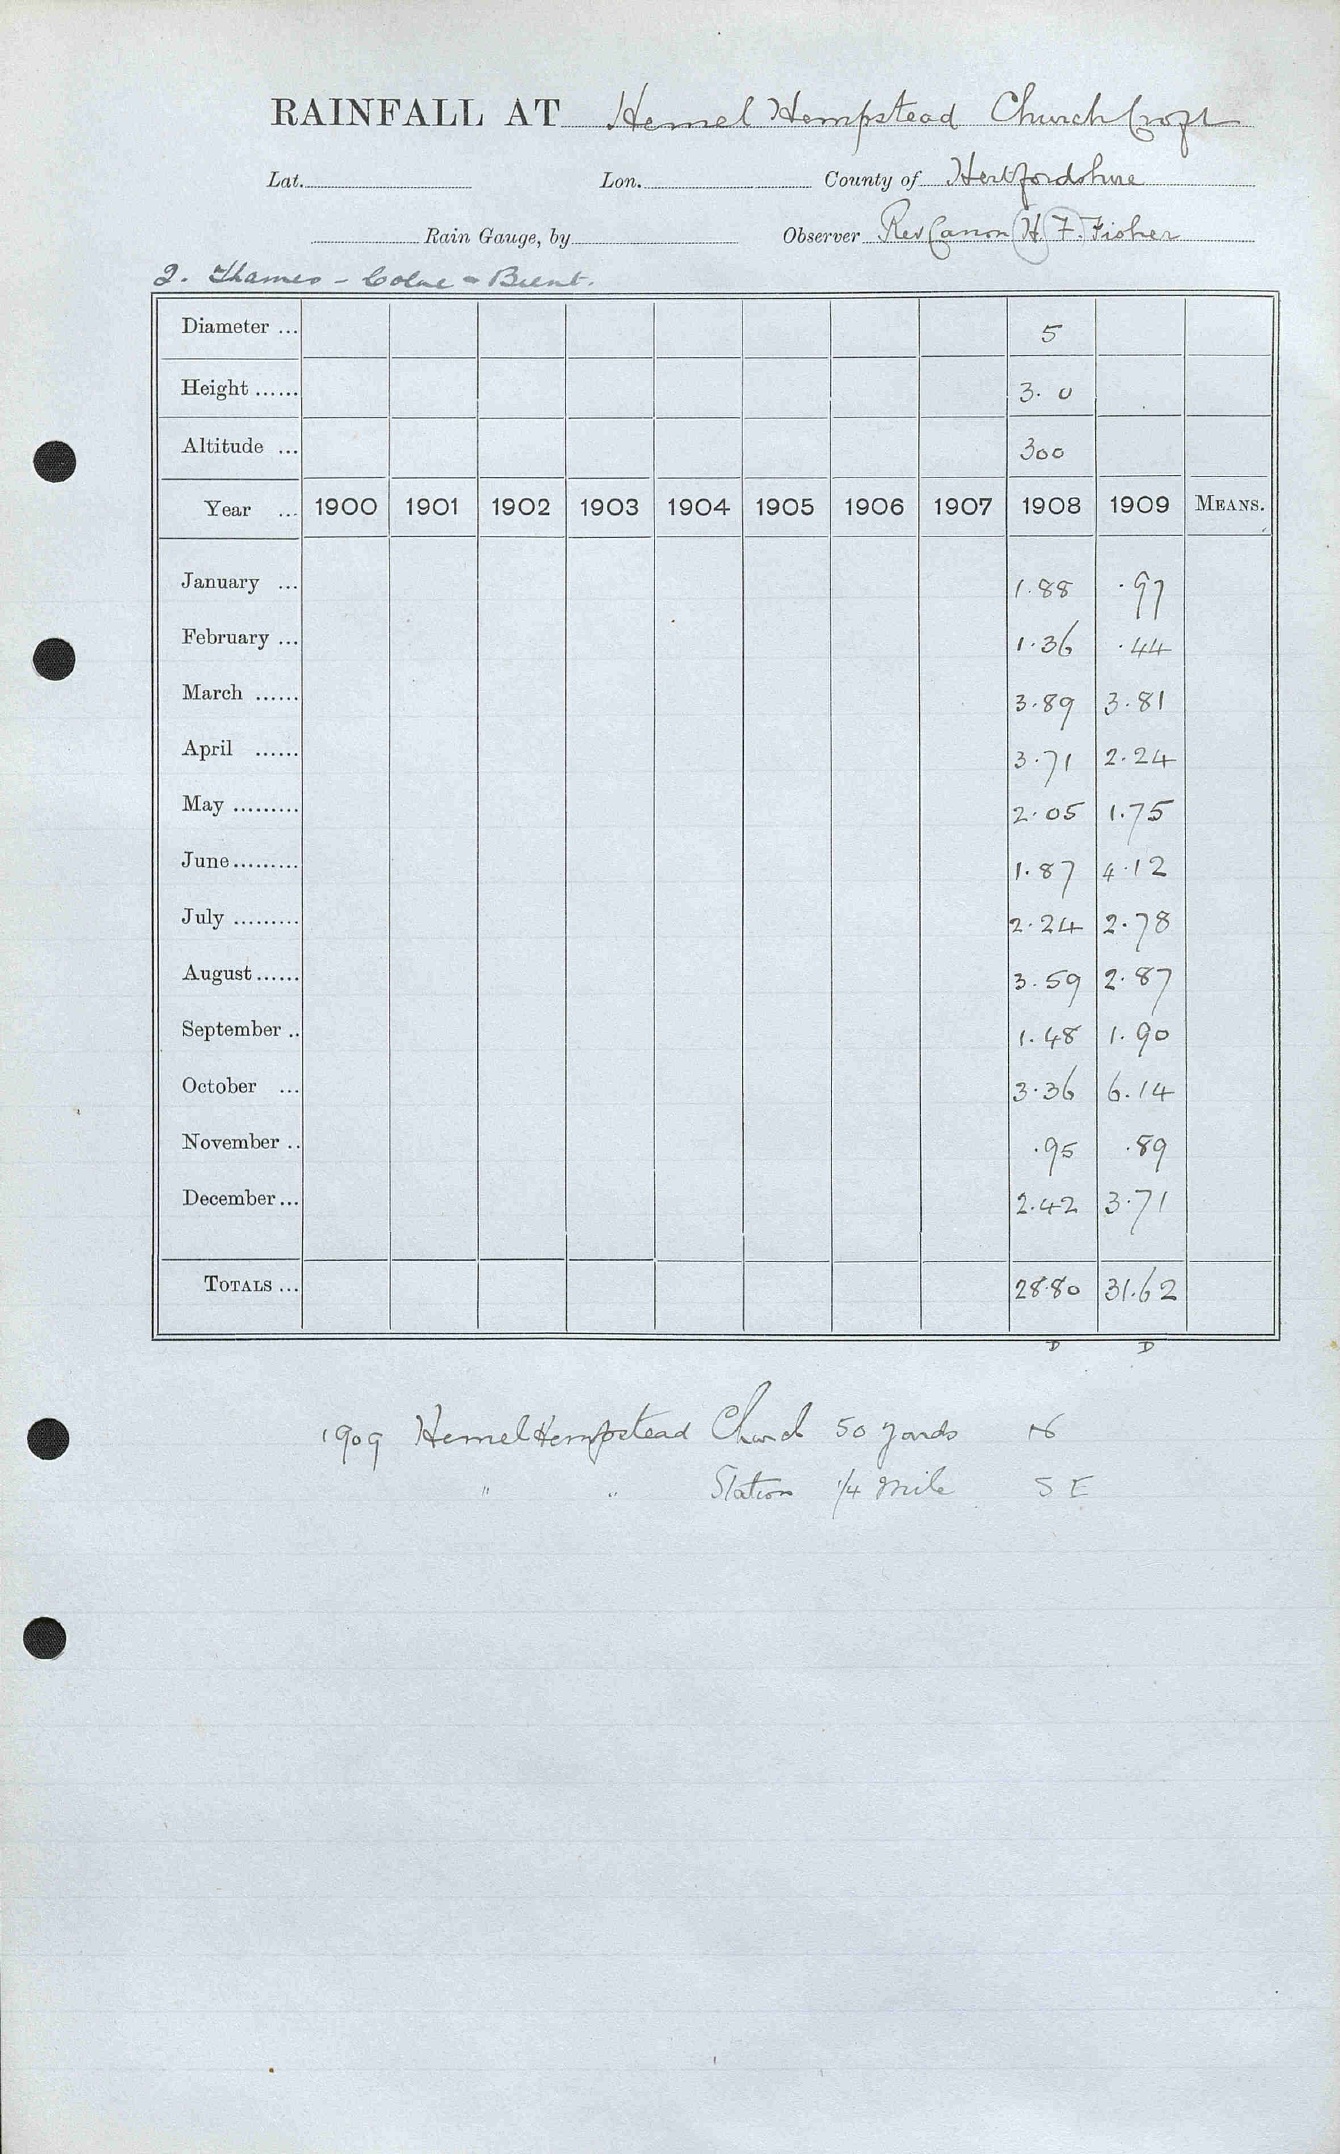 RAINFALL AT Hemel Hempstead Church Croft
Lat. Lon. County of Hertfordshire
Rain Gauge, by Observer Rev Canon H. F. Fisher
2. Thames - Colne & Brent.
Diameter ... 5
Height ...... 3. 0
Altitude ... 300
Year ... 1900 1901 1902 1903 1904 1905 1906 1907 1908 1909 MEANS.
January ... 1.88 .97
February ... 1.36 .44
March ...... 3.89 3.81
April ...... 3.71 2.24
May ......... 2.05 1.75
June ......... 1.87 4.12
July ......... 2.24 2.78
August ...... 3.59 2.87
September .. 1.48 1.90
October ... 3.36 6.14
November .. .95 .89
December ... 2.42 3.71
TOTALS ... 28.80 31.62
D D
1909 Hemel Hempstead Church 50 yards N
" " Station 1/4 mile S E